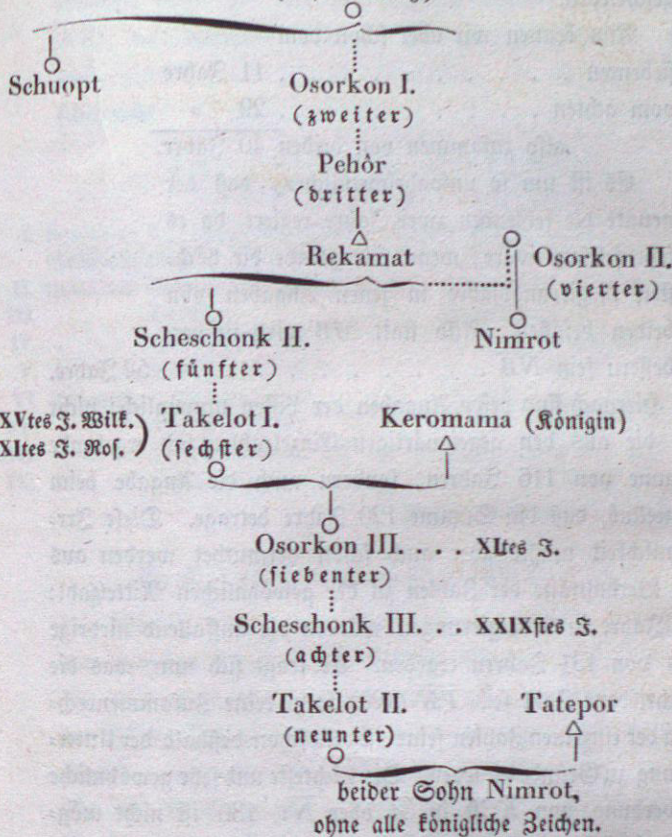 Schuopt Osorkon I.
(zweiter)
Pehôr
(dritter)
Rekamat Osorkon II.
(vierter)
Scheschonk II. Nimrot
(fünfter)
XVtes J. Wilk. Takelot I. Keromama (Königin)
XItes J. Ros. (sechster)
Osorkon III. . . . XItes J.
(siebenter)
Scheschonk III. . . . XXIXstes J.
(achter)
Takelot II. Tatepor
(neunter)
beider Sohn Nimrot,
ohne alle königliche Zeichen.